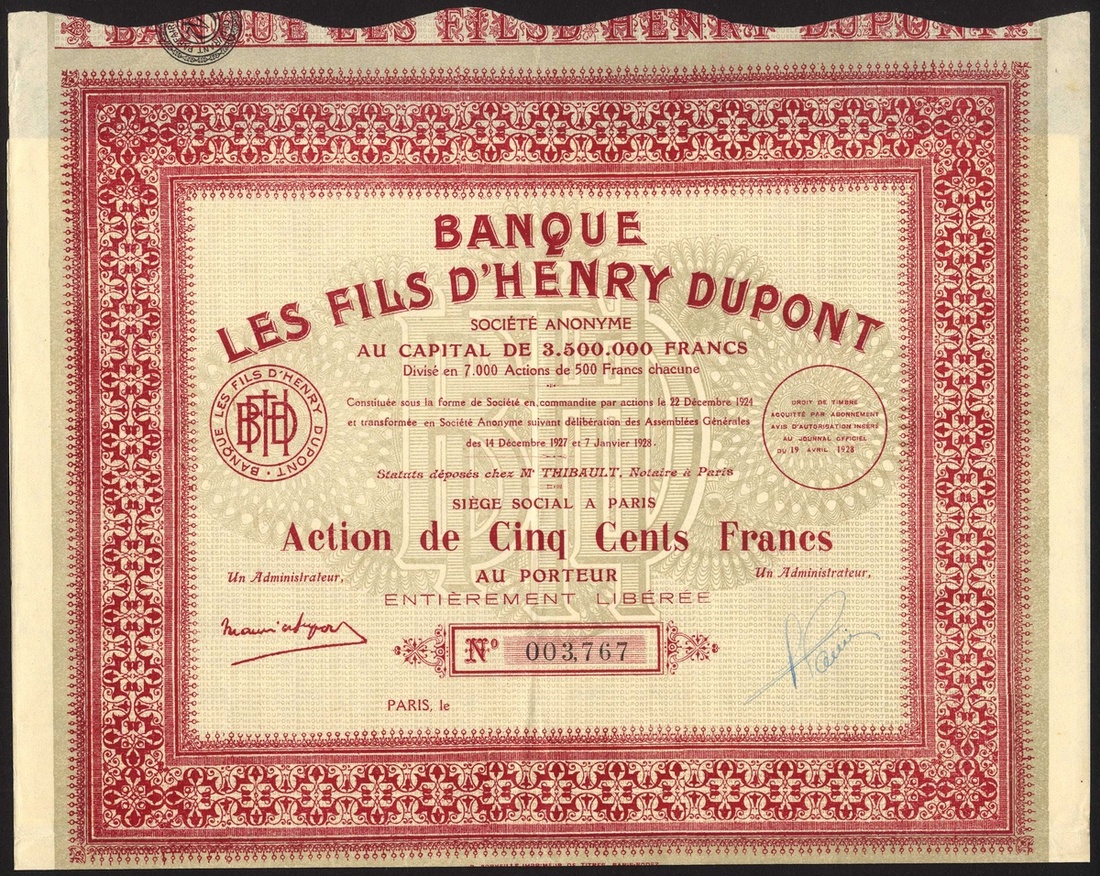 BANQUE LES FILS D'HENRY DUPONT
BANQUE
LES FILS D'HENRY DUPONT
SOCIÉTÉ ANONYME
AU CAPITAL DE 3.500.000 FRANCS
Divisé en 7.000 Actions de 500 Francs chacune
Constituée sous la forme de Société en commandite par actions le 22 Décembre 1924
et transformée en Société Anonyme suivant délibération des Assemblées Générales
des 14 Décembre 1927 et 7 Janvier 1928.
BANQUE LES FILS D'HENRY DUPONT
DROIT DE TIMBRE
ACQUITTÉ PAR ABONNEMENT
AVIS D'AUTORISATION INSÉRÉ
AU JOURNAL OFFICIEL
DU 19 AVRIL 1928
Statuts déposés chez Me THIBAULT, Notaire à Paris
SIÈGE SOCIAL A PARIS
Action de Cinq Cents Francs
Un Administrateur,
AU PORTEUR
Un Administrateur,
ENTIÈREMENT LIBÉRÉE
No 003,767
PARIS, le